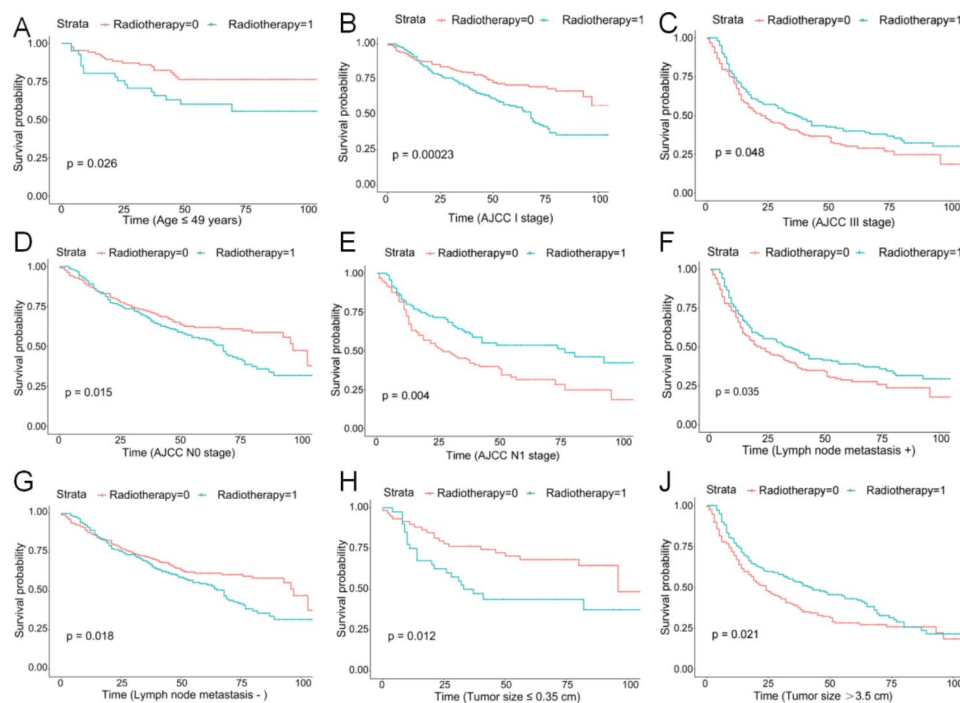 A
Strata Radiotherapy=0 Radiotherapy=1
Survival probability
1.00
0.75
0.50
0.25
0.00
p = 0.026
0 25 50 75 100
Time (Age ≤ 49 years)
B
Strata Radiotherapy=0 Radiotherapy=1
Survival probability
1.00
0.75
0.50
0.25
0.00
p = 0.00023
0 25 50 75 100
Time (AJCC I stage)
C
Strata Radiotherapy=0 Radiotherapy=1
Survival probability
1.00
0.75
0.50
0.25
0.00
p = 0.048
0 25 50 75 100
Time (AJCC III stage)
D
Strata Radiotherapy=0 Radiotherapy=1
Survival probability
1.00
0.75
0.50
0.25
0.00
p = 0.015
0 25 50 75 100
Time (AJCC N0 stage)
E
Strata Radiotherapy=0 Radiotherapy=1
Survival probability
1.00
0.75
0.50
0.25
0.00
p = 0.004
0 25 50 75 100
Time (AJCC N1 stage)
F
Strata Radiotherapy=0 Radiotherapy=1
Survival probability
1.00
0.75
0.50
0.25
0.00
p = 0.035
0 25 50 75 100
Time (Lymph node metastasis +)
G
Strata Radiotherapy=0 Radiotherapy=1
Survival probability
1.00
0.75
0.50
0.25
0.00
p = 0.018
0 25 50 75 100
Time (Lymph node metastasis - )
H
Strata Radiotherapy=0 Radiotherapy=1
Survival probability
1.00
0.75
0.50
0.25
0.00
p = 0.012
0 25 50 75 100
Time (Tumor size ≤ 0.35 cm)
J
Strata Radiotherapy=0 Radiotherapy=1
Survival probability
1.00
0.75
0.50
0.25
0.00
p = 0.021
0 25 50 75 100
Time (Tumor size >3.5 cm)